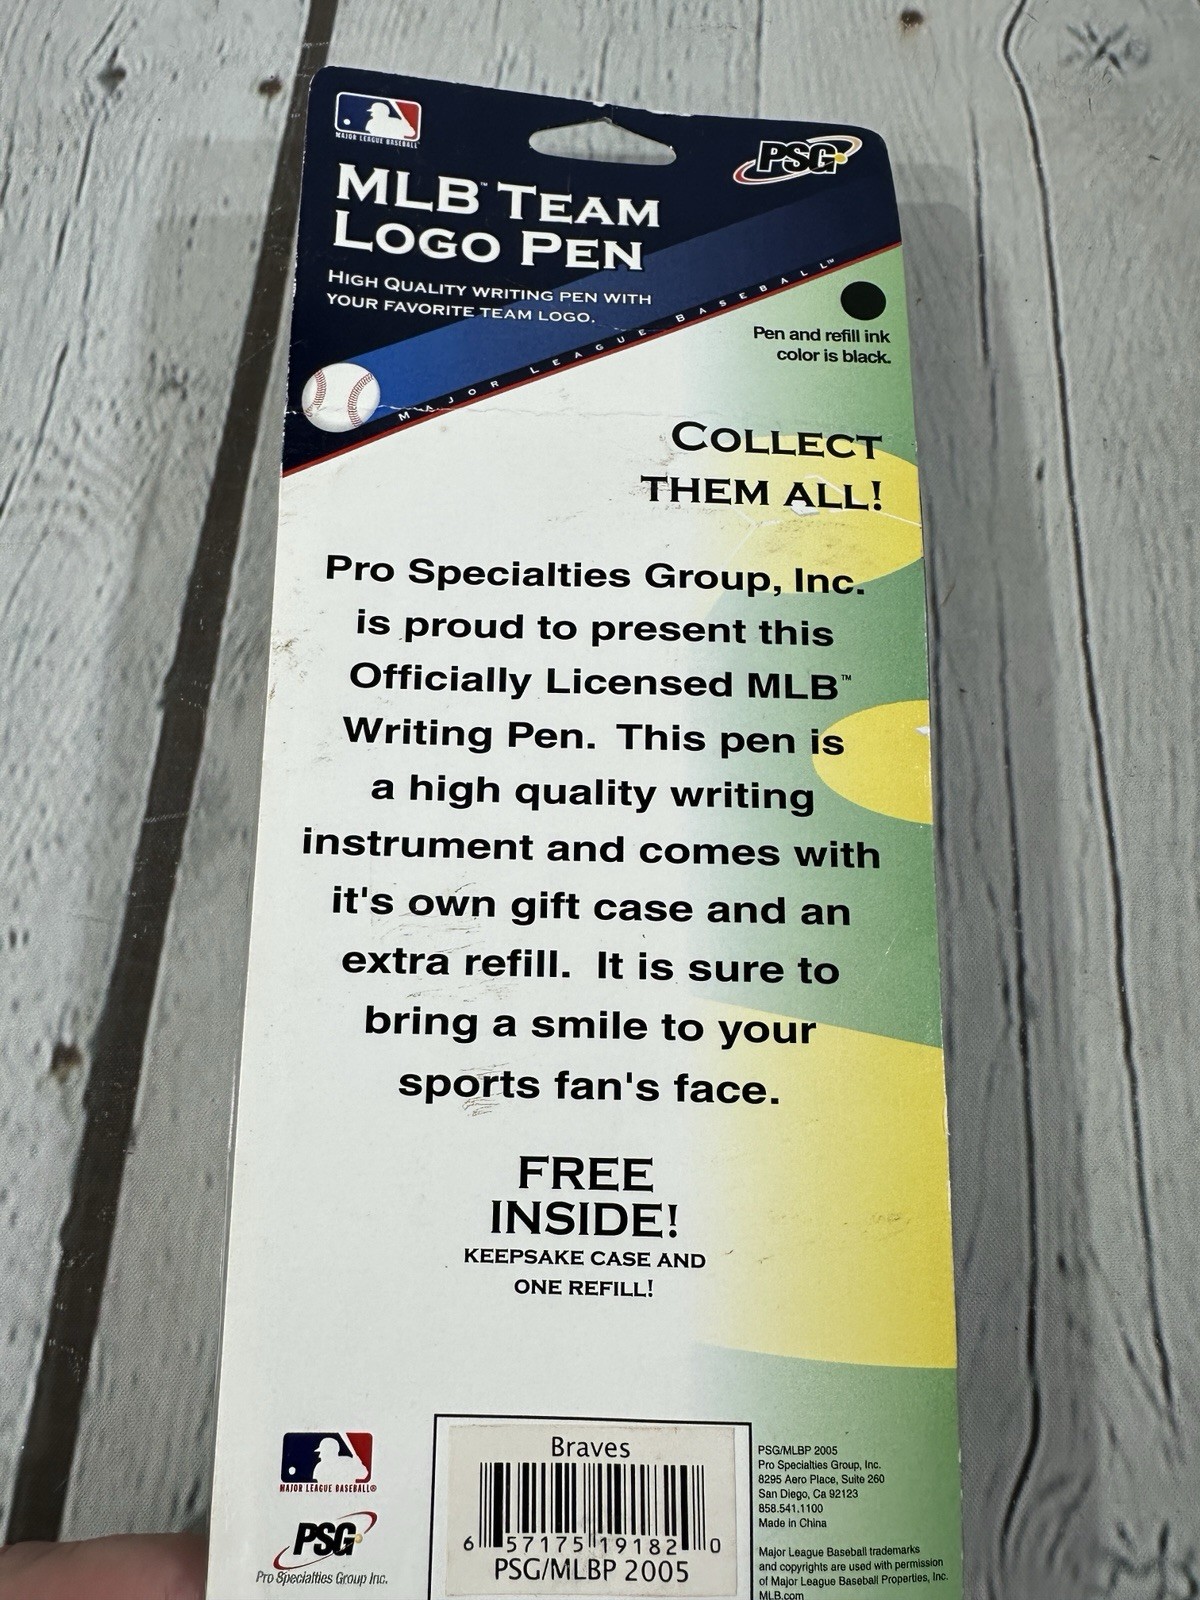 MAJOR LEAGUE BASEBALL
PSG
MLB™ TEAM
LOGO PEN
HIGH QUALITY WRITING PEN WITH
YOUR FAVORITE TEAM LOGO.
MAJOR LEAGUE BASEBALL™
Pen and refill ink
color is black.
COLLECT
THEM ALL!
Pro Specialties Group, Inc.
is proud to present this
Officially Licensed MLB™
Writing Pen. This pen is
a high quality writing
instrument and comes with
it's own gift case and an
extra refill. It is sure to
bring a smile to your
sports fan's face.
FREE
INSIDE!
KEEPSAKE CASE AND
ONE REFILL!
MAJOR LEAGUE BASEBALL®
PSG
Pro Specialties Group Inc.
Braves
6 57175 19182 0
PSG/MLBP 2005
PSG/MLBP 2005
Pro Specialties Group, Inc.
8295 Aero Place, Suite 260
San Diego, Ca 92123
858.541.1100
Made in China
Major League Baseball trademarks
and copyrights are used with permission
of Major League Baseball Properties, Inc.
MLB.com